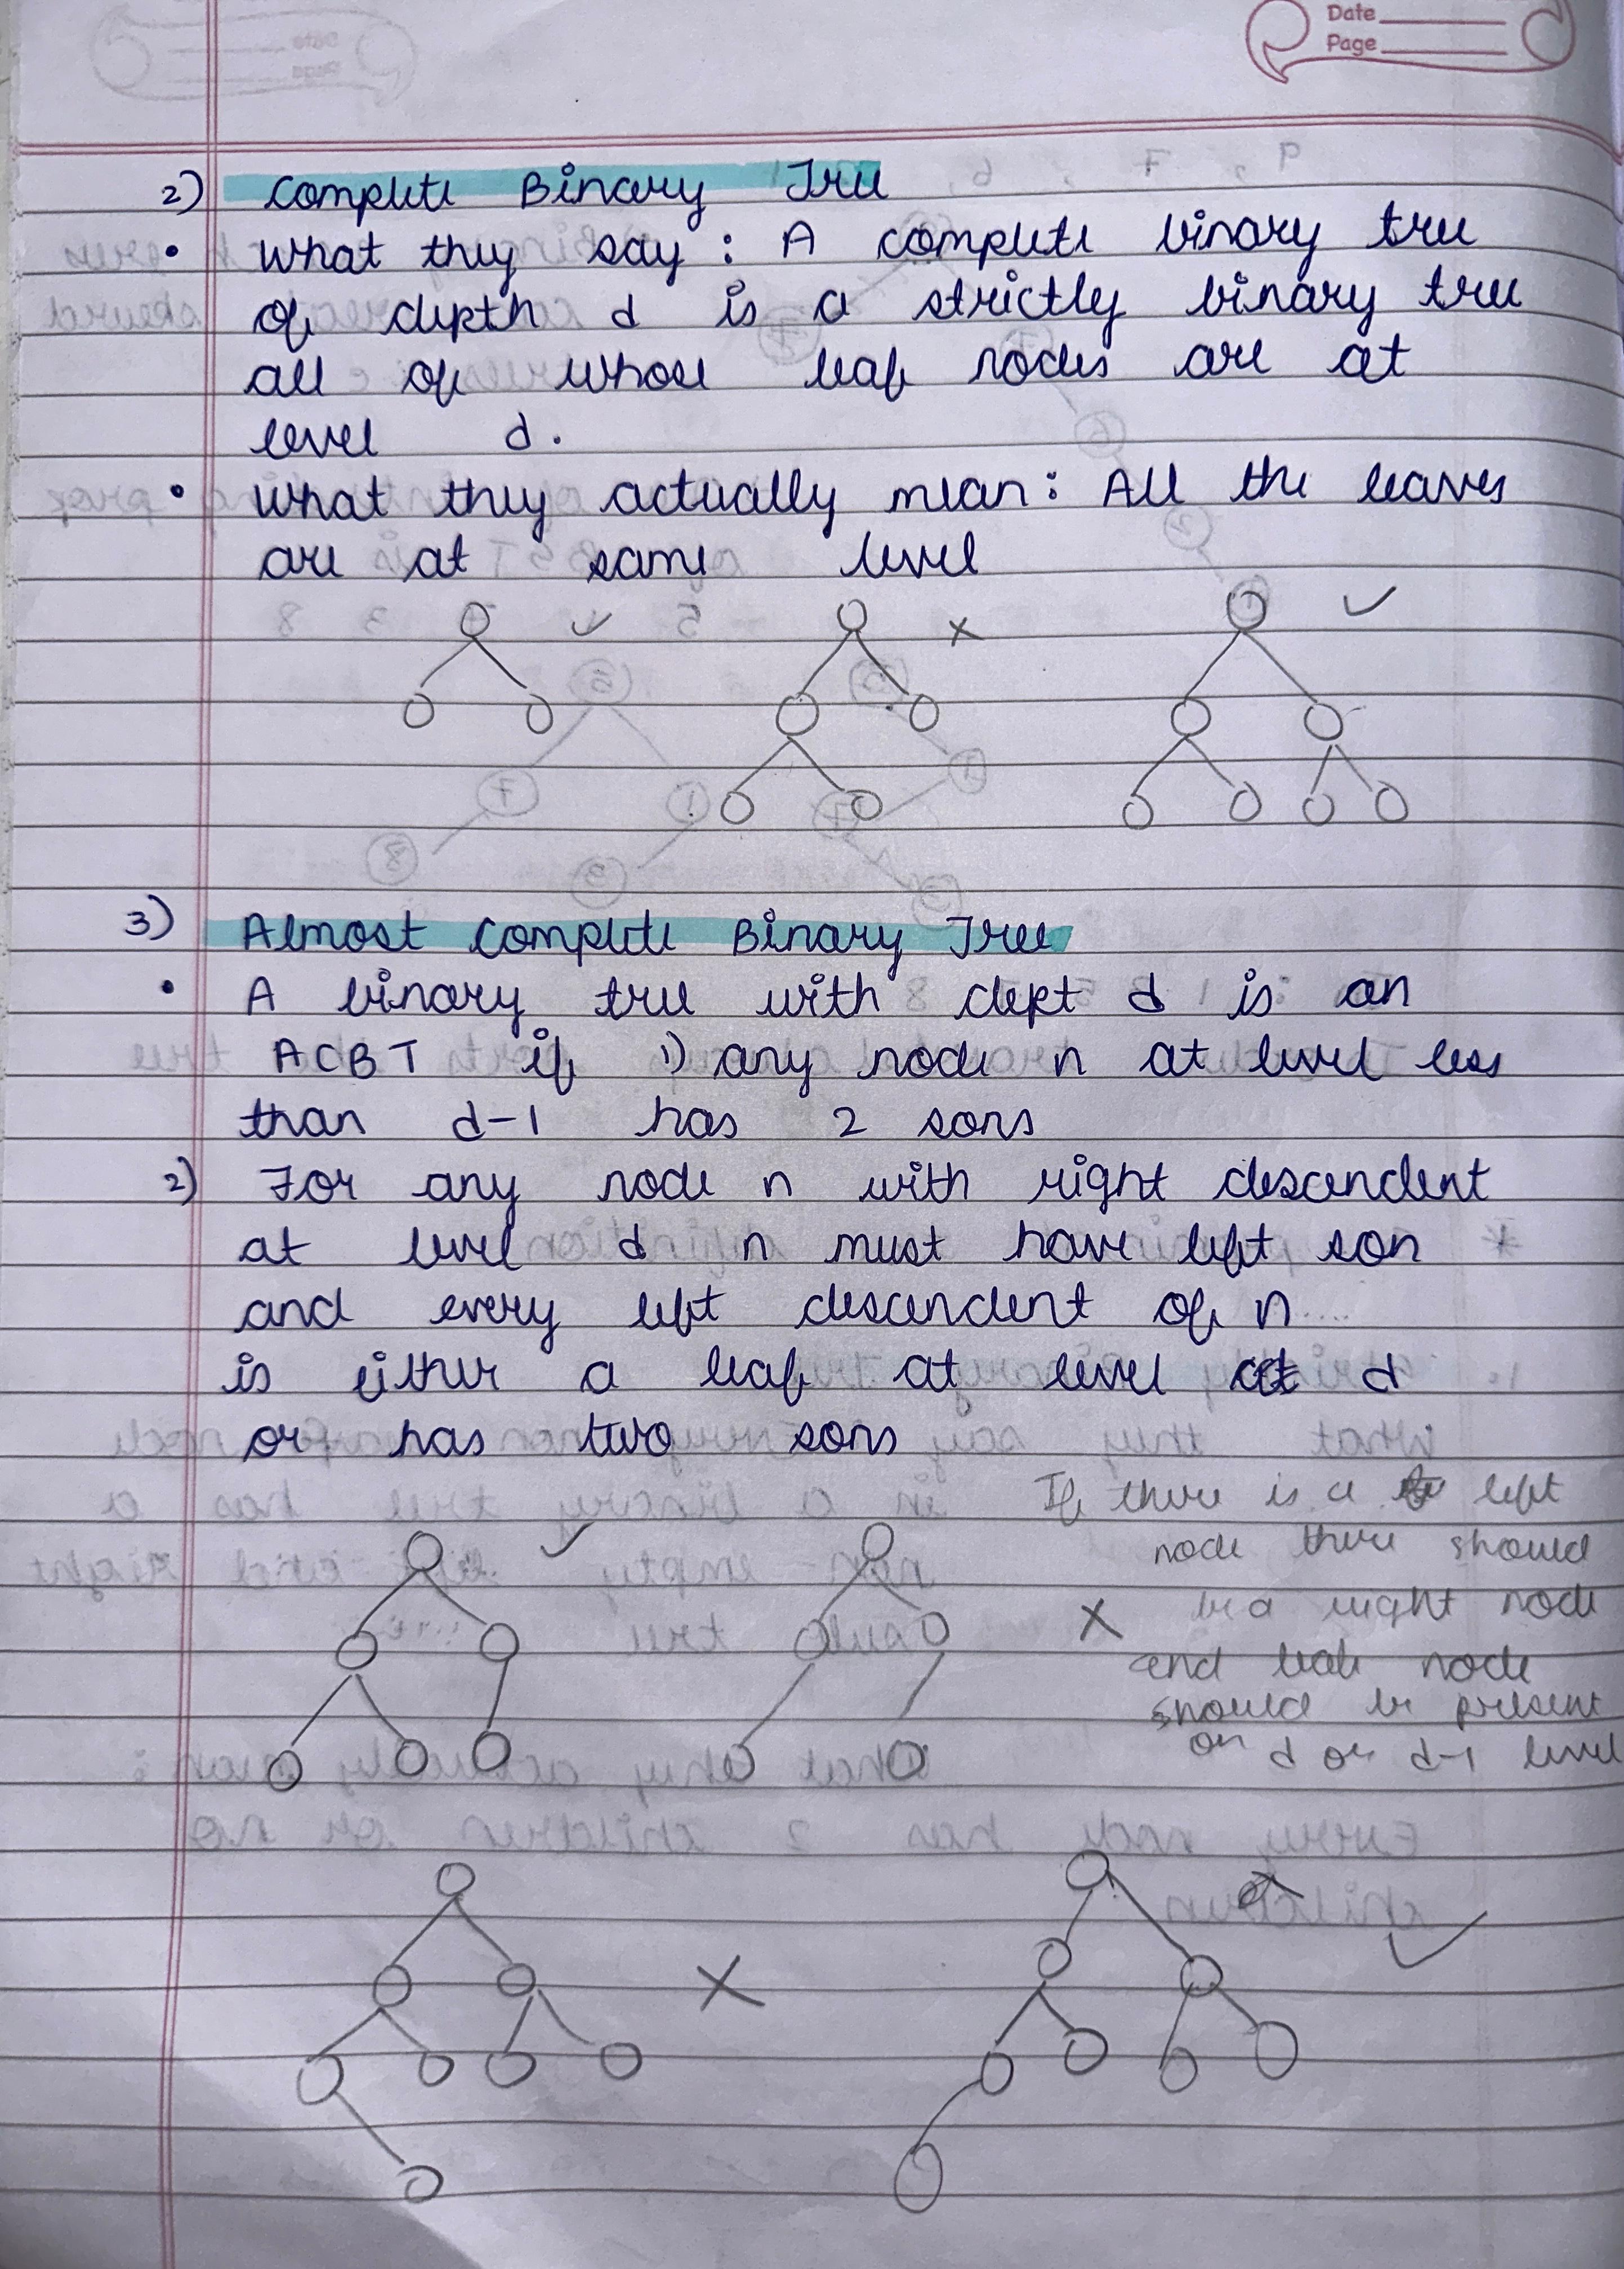 Date
Page
2) Complete Binary Tree
• What they say : A complete binary tree
of depth d is a strictly binary tree
all of whose leaf nodes are at
level d.
• What they actually mean : All the leaves
are at same level
3) Almost Complete Binary Tree
• A binary tree with dept d is an
ACBT if 1) any node n at level less
than d-1 has 2 sons
2) For any node n with right descendent
at level d n must have left son
and every left descendent of n....
is either a leaf at level d
or has two sons
If there is a left
node there should
be a right node
and leaf node
should be present
on d or d-1 level